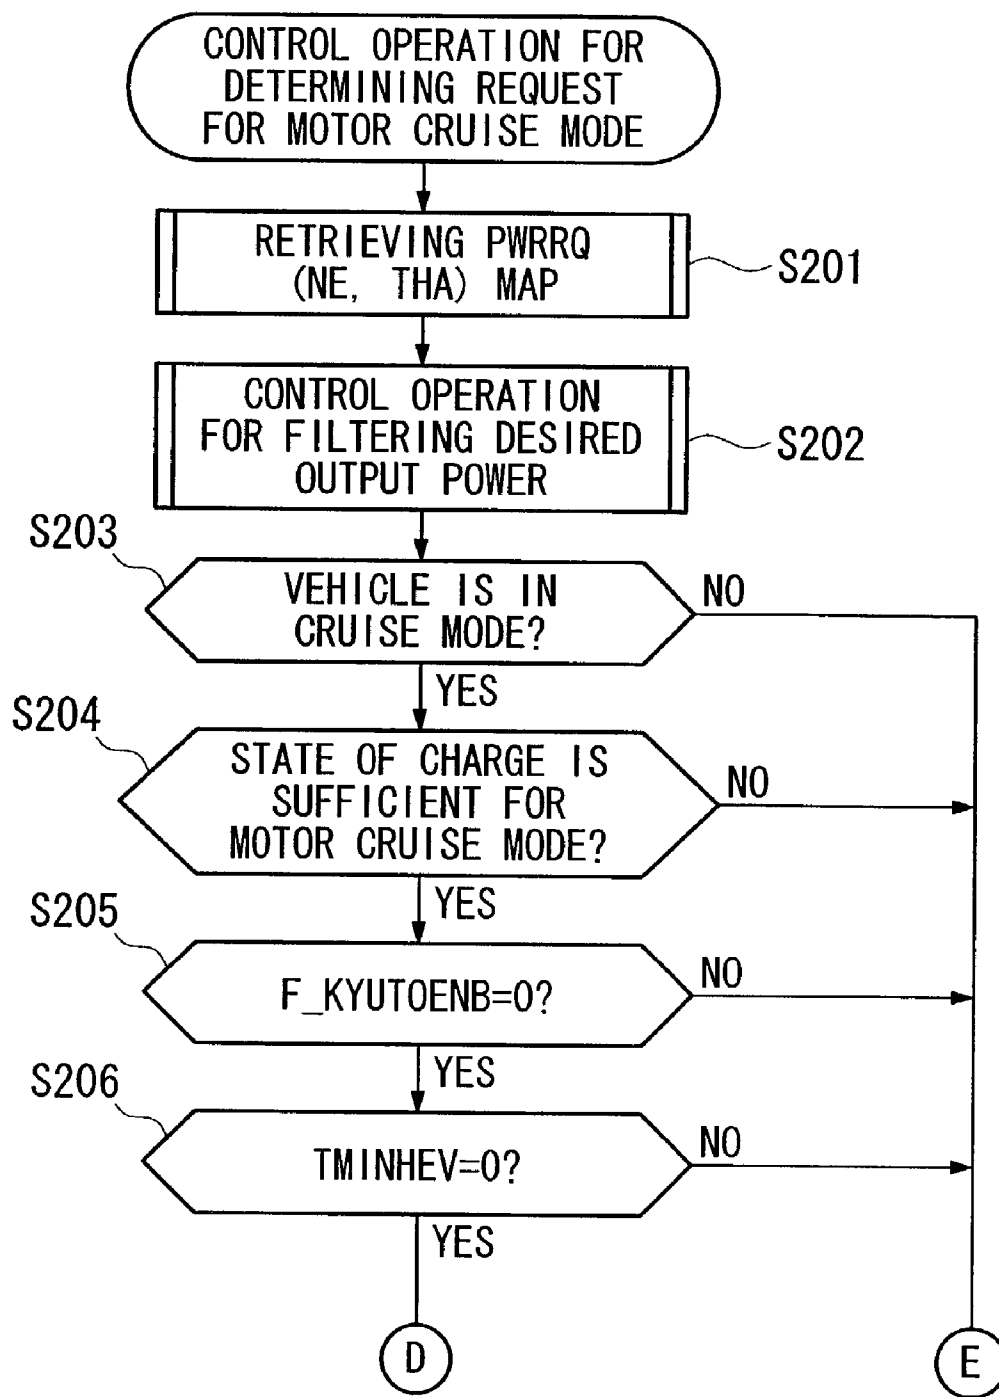 CONTROL OPERATION FOR
DETERMINING REQUEST
FOR MOTOR CRUISE MODE
RETRIEVING PWRRQ
(NE, THA) MAP
S201
CONTROL OPERATION
FOR FILTERING DESIRED
OUTPUT POWER
S202
S203
VEHICLE IS IN
CRUISE MODE?
NO
YES
S204
STATE OF CHARGE IS
SUFFICIENT FOR
MOTOR CRUISE MODE?
NO
YES
S205
F_KYUTOENB=0?
NO
YES
S206
TMINHEV=0?
NO
YES
D
E